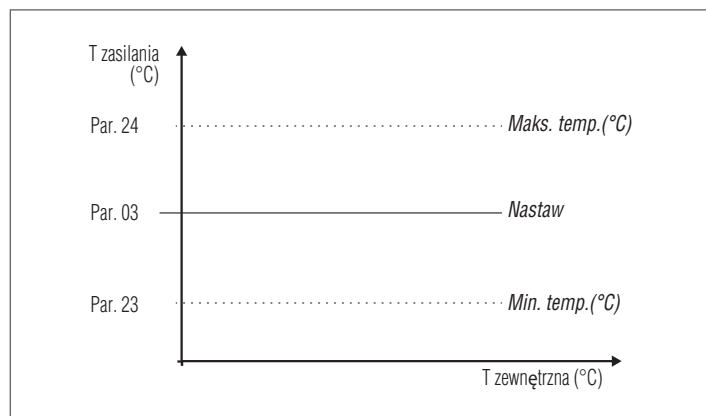 T zasilania
(°C)
Par. 24
Maks. temp.(°C)
Par. 03
Nastaw
Par. 23
Min. temp.(°C)
T zewnętrzna (°C)